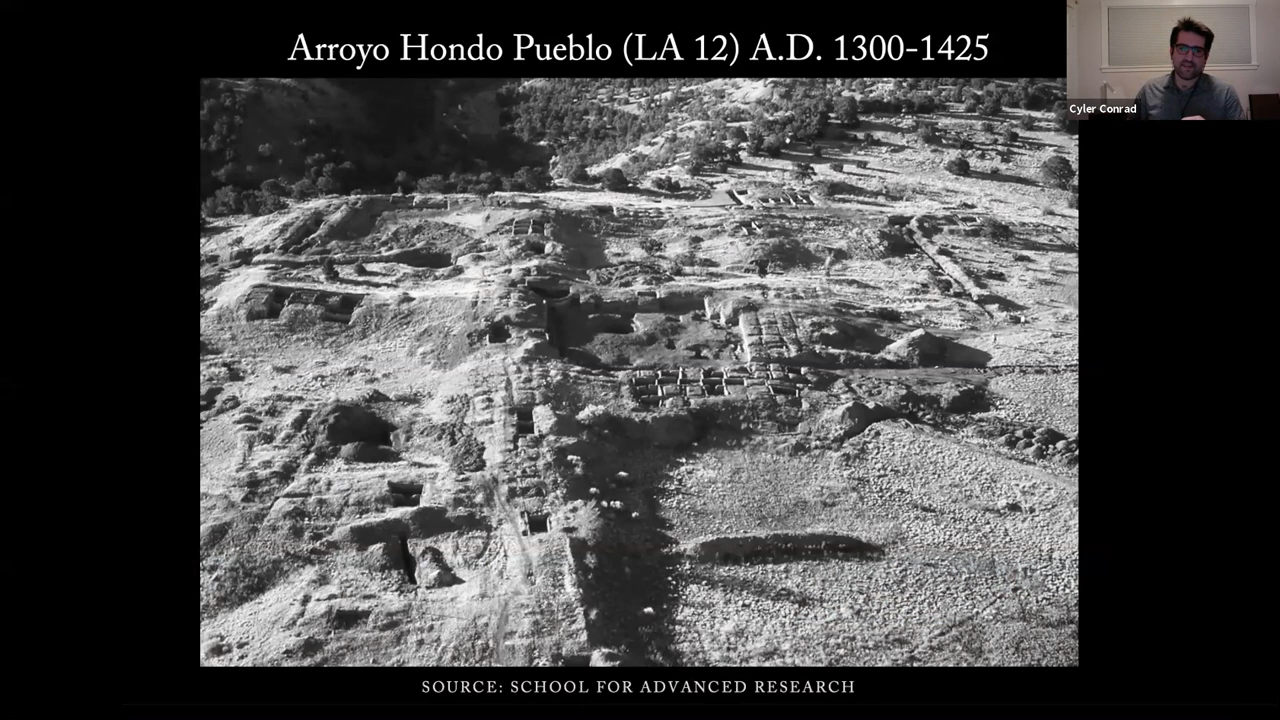 Arroyo Hondo Pueblo (LA 12) A.D. 1300-1425
Cyler Conrad
SOURCE: SCHOOL FOR ADVANCED RESEARCH